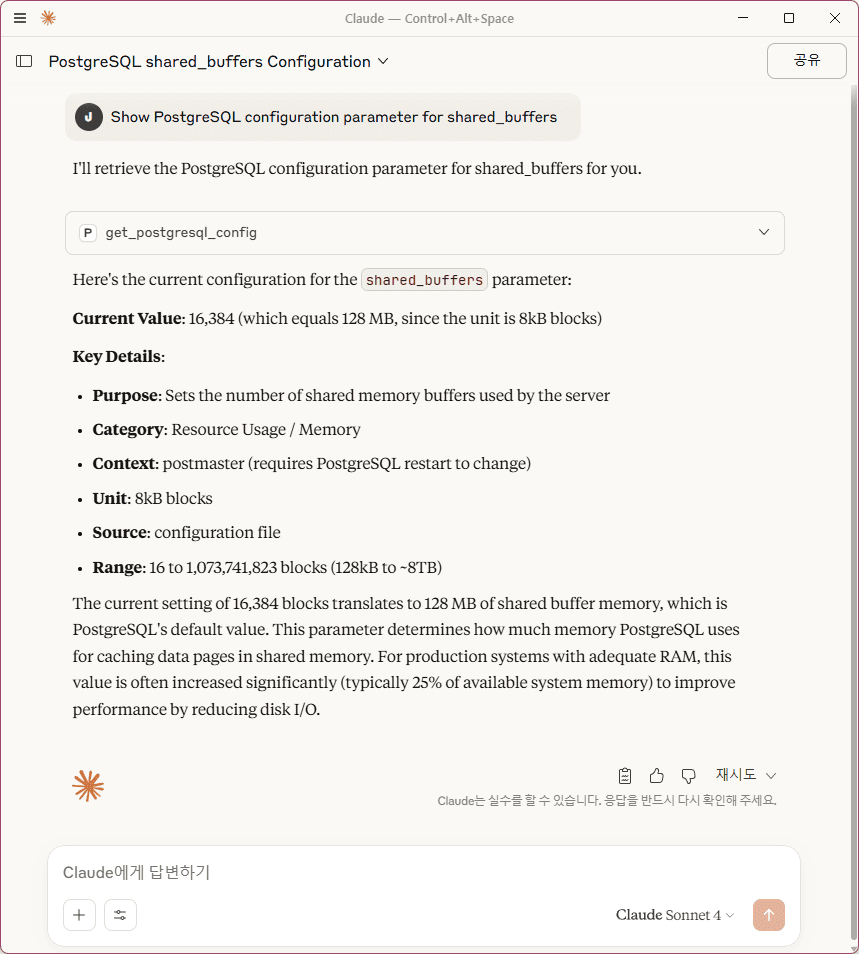 Claude — Control+Alt+Space
PostgreSQL shared_buffers Configuration
공유
J
Show PostgreSQL configuration parameter for shared_buffers
I'll retrieve the PostgreSQL configuration parameter for shared_buffers for you.
P get_postgresql_config
Here's the current configuration for the shared_buffers parameter:
Current Value: 16,384 (which equals 128 MB, since the unit is 8kB blocks)
Key Details:
• Purpose: Sets the number of shared memory buffers used by the server
• Category: Resource Usage / Memory
• Context: postmaster (requires PostgreSQL restart to change)
• Unit: 8kB blocks
• Source: configuration file
• Range: 16 to 1,073,741,823 blocks (128kB to ~8TB)
The current setting of 16,384 blocks translates to 128 MB of shared buffer memory, which is
PostgreSQL's default value. This parameter determines how much memory PostgreSQL uses
for caching data pages in shared memory. For production systems with adequate RAM, this
value is often increased significantly (typically 25% of available system memory) to improve
performance by reducing disk I/O.
재시도
Claude는 실수를 할 수 있습니다. 응답을 반드시 다시 확인해 주세요.
Claude에게 답변하기
Claude Sonnet 4